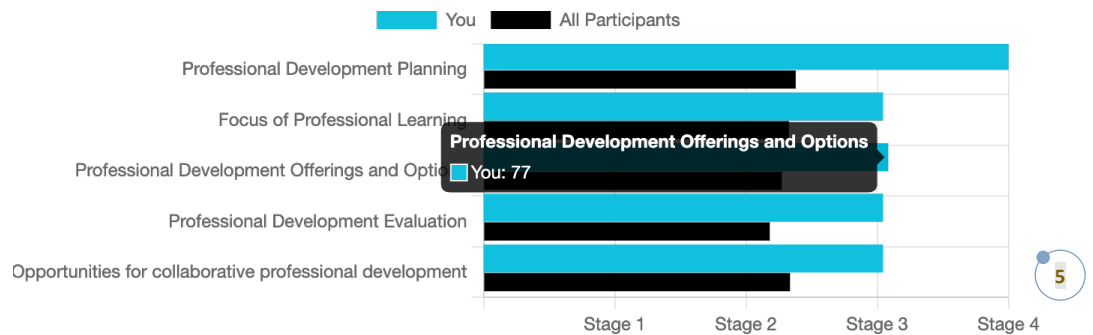 You All Participants
Professional Development Planning
Focus of Professional Learning
Professional Development Offerings and Options
Professional Development Offerings and Optio
You: 77
Professional Development Evaluation
Opportunities for collaborative professional development
5
Stage 1 Stage 2 Stage 3 Stage 4